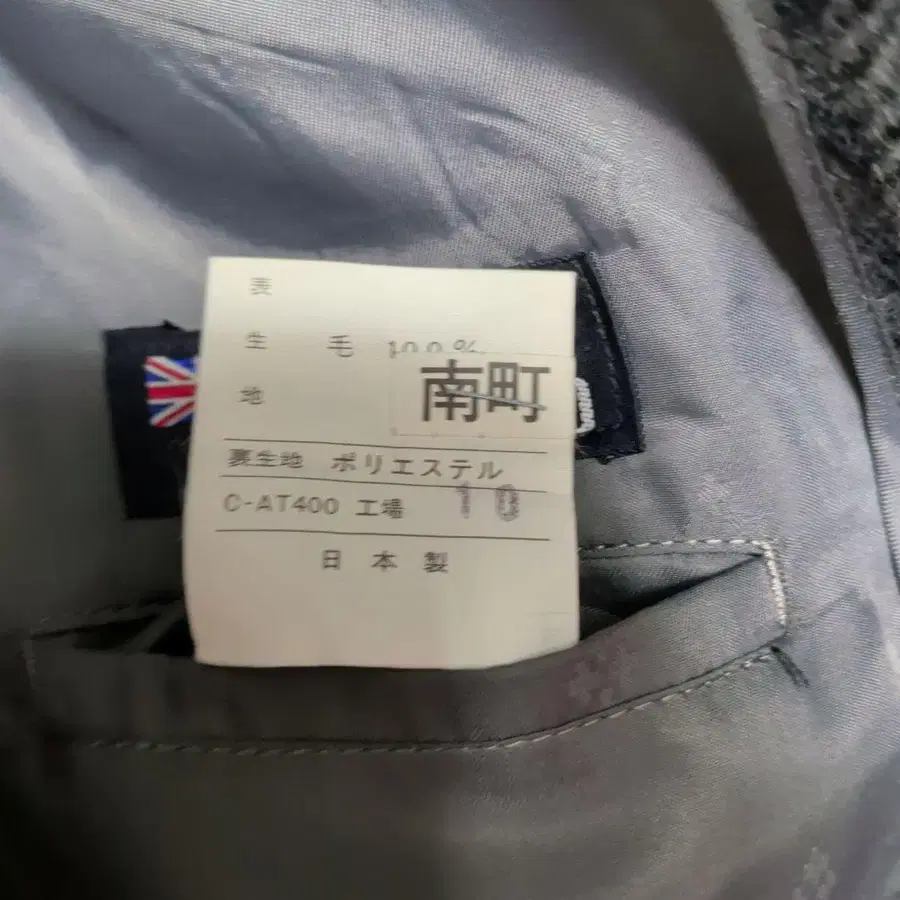 表
生 毛 100%
地 南町
裏生地 ポリエステル
C-AT400 工場 10
日本製